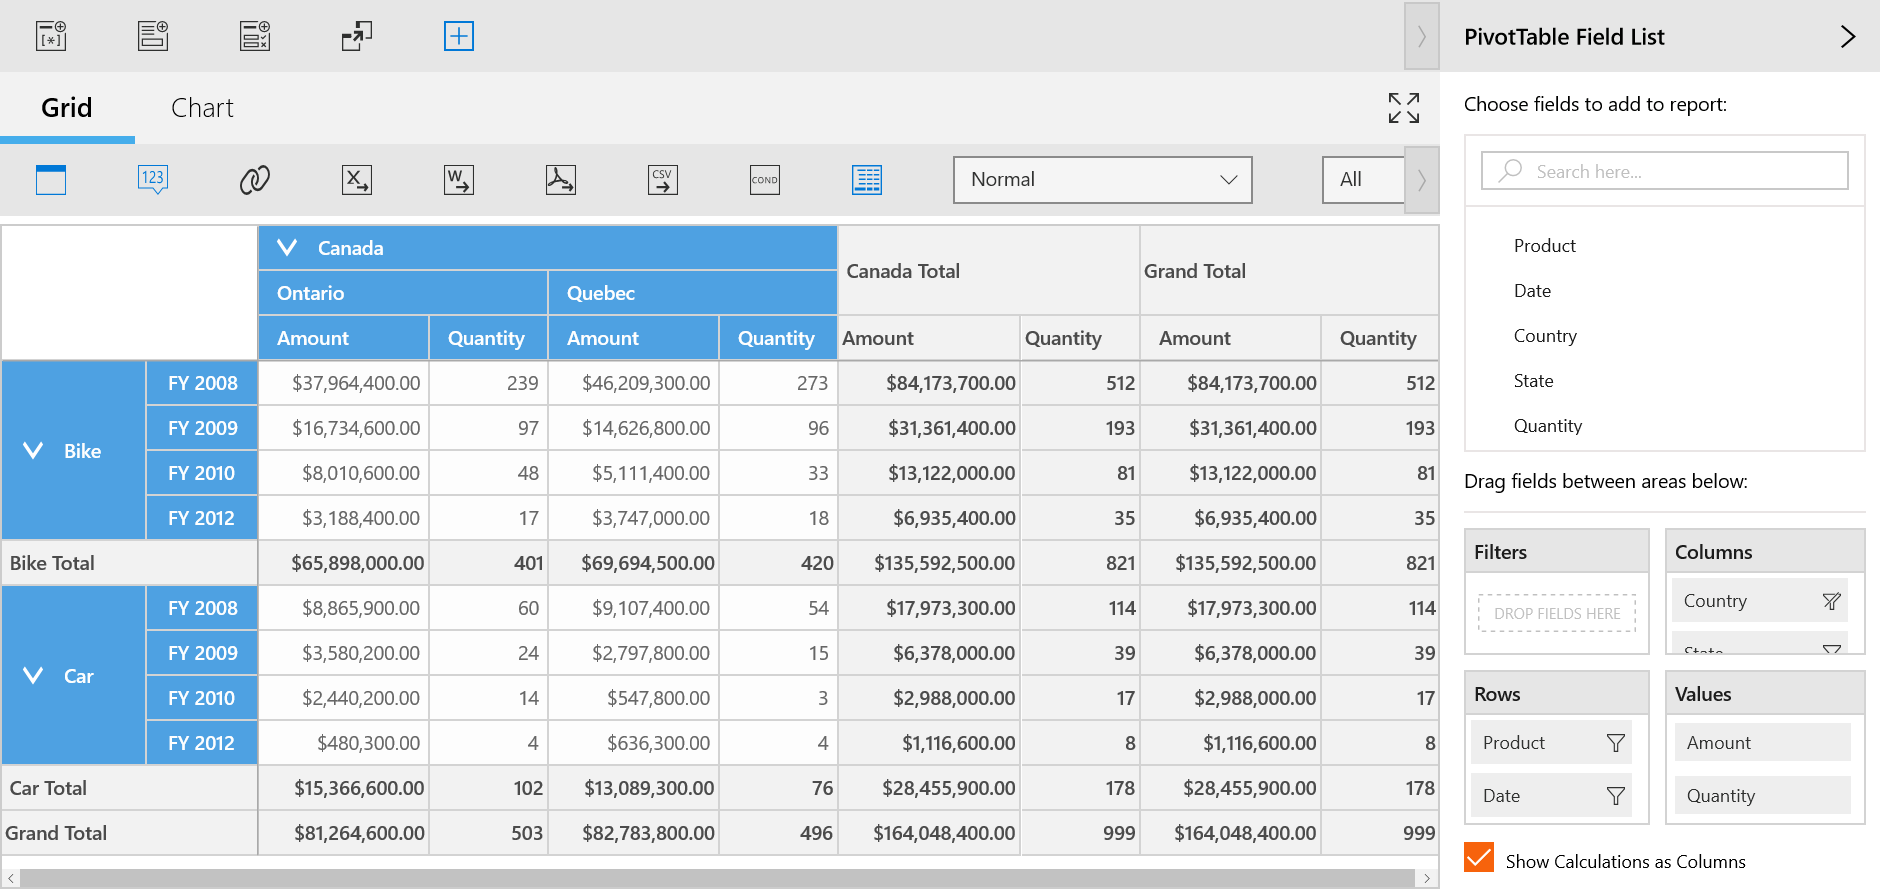 PivotTable Field List
Grid
Chart
Choose fields to add to report:
123
X
W
CSV
COND
Normal
All
Search here...
Product
Date
Country
State
Quantity
Canada
Canada Total
Grand Total
Ontario
Quebec
Amount Quantity Amount Quantity Amount Quantity Amount Quantity
Bike
FY 2008 $37,964,400.00 239 $46,209,300.00 273 $84,173,700.00 512 $84,173,700.00 512
FY 2009 $16,734,600.00 97 $14,626,800.00 96 $31,361,400.00 193 $31,361,400.00 193
FY 2010 $8,010,600.00 48 $5,111,400.00 33 $13,122,000.00 81 $13,122,000.00 81
FY 2012 $3,188,400.00 17 $3,747,000.00 18 $6,935,400.00 35 $6,935,400.00 35
Bike Total $65,898,000.00 401 $69,694,500.00 420 $135,592,500.00 821 $135,592,500.00 821
Car
FY 2008 $8,865,900.00 60 $9,107,400.00 54 $17,973,300.00 114 $17,973,300.00 114
FY 2009 $3,580,200.00 24 $2,797,800.00 15 $6,378,000.00 39 $6,378,000.00 39
FY 2010 $2,440,200.00 14 $547,800.00 3 $2,988,000.00 17 $2,988,000.00 17
FY 2012 $480,300.00 4 $636,300.00 4 $1,116,600.00 8 $1,116,600.00 8
Car Total $15,366,600.00 102 $13,089,300.00 76 $28,455,900.00 178 $28,455,900.00 178
Grand Total $81,264,600.00 503 $82,783,800.00 496 $164,048,400.00 999 $164,048,400.00 999
Drag fields between areas below:
Filters
DROP FIELDS HERE
Columns
Country
State
Rows
Product
Date
Values
Amount
Quantity
Show Calculations as Columns